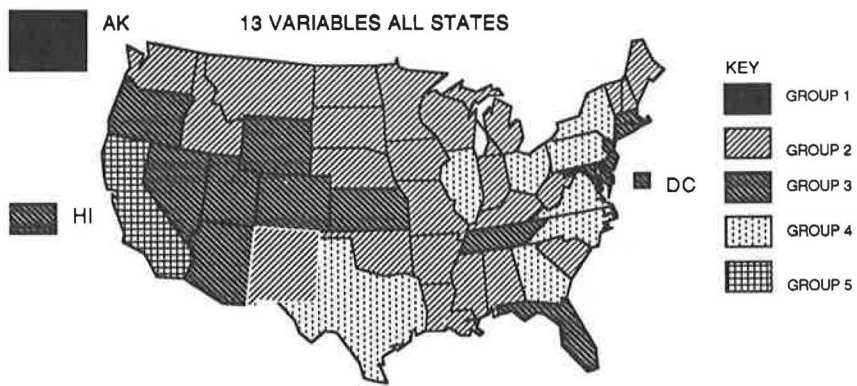 AK
13 VARIABLES ALL STATES
KEY
GROUP 1
GROUP 2
GROUP 3
GROUP 4
GROUP 5
DC
HI